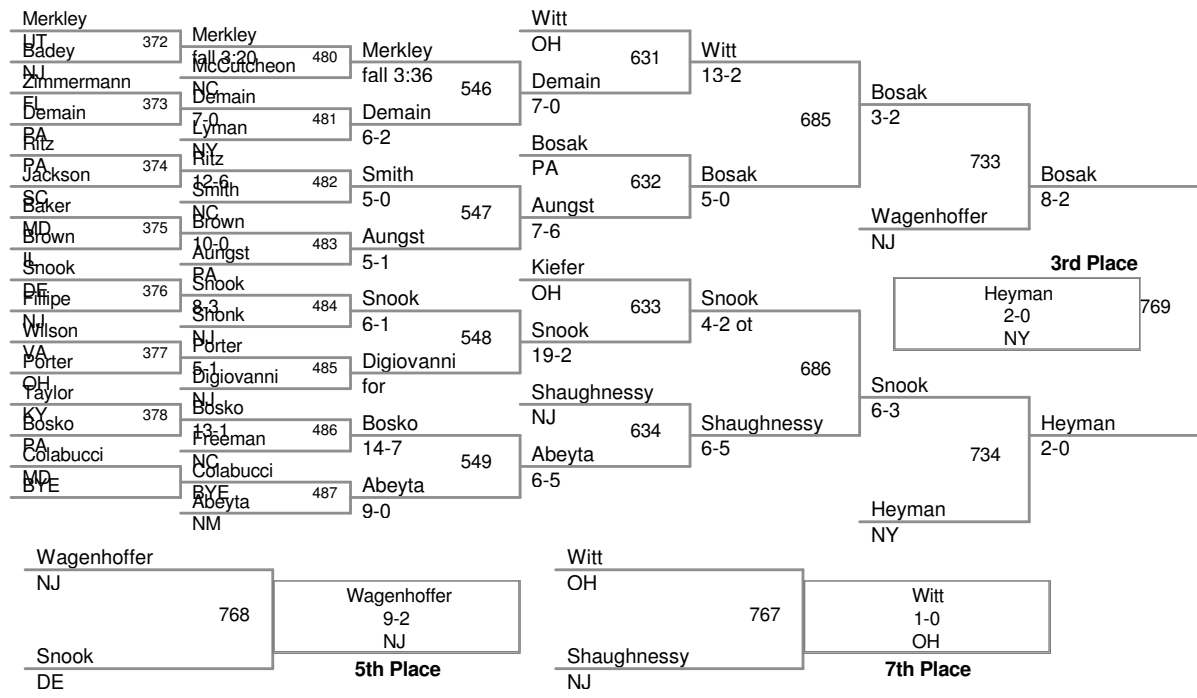 Merkley
UT
372
Badey
NJ
Zimmermann
FL
373
Demain
PA
Ritz
PA
374
Jackson
SC
Baker
MD
375
Brown
IL
Snook
DE
376
Fillipe
NJ
Wilson
VA
377
Porter
OH
Taylor
KY
378
Bosko
PA
Colabucci
MD
BYE
Merkley
fall 3:20
480
McCutcheon
NC
Demain
7-0
481
Lyman
NY
Ritz
12-6
482
Smith
NC
Brown
10-0
483
Aungst
PA
Snook
8-3
484
Shonk
NJ
Porter
5-1
485
Digiovanni
NJ
Bosko
13-1
486
Freeman
NC
Colabucci
BYE
487
Abeyta
NM
Merkley
fall 3:36
546
Demain
6-2
Smith
5-0
547
Aungst
5-1
Snook
6-1
548
Digiovanni
for
Bosko
14-7
549
Abeyta
9-0
Witt
OH
631
Demain
7-0
Bosak
PA
632
Aungst
7-6
Kiefer
OH
633
Snook
19-2
Shaughnessy
NJ
634
Abeyta
6-5
Witt
13-2
685
Bosak
5-0
Snook
4-2 ot
686
Shaughnessy
6-5
Bosak
3-2
733
Wagenhoffer
NJ
Snook
6-3
734
Heyman
NY
Bosak
8-2
3rd Place
Heyman
2-0
NY
769
Heyman
2-0
Wagenhoffer
NJ
768
Snook
DE
Wagenhoffer
9-2
NJ
5th Place
Witt
OH
767
Shaughnessy
NJ
Witt
1-0
OH
7th Place